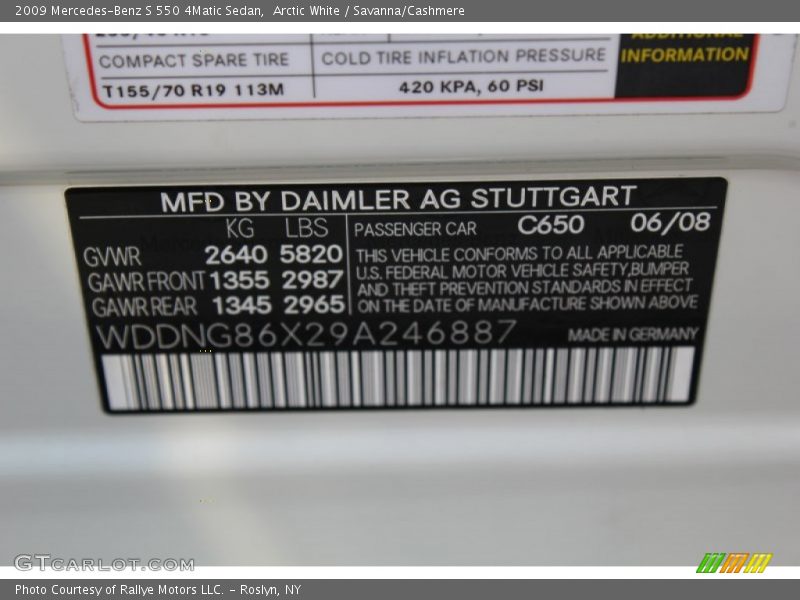 2009 Mercedes-Benz S 550 4Matic Sedan,  Arctic White / Savanna/Cashmere
ADDITIONAL
INFORMATION
COMPACT SPARE TIRE
COLD TIRE INFLATION PRESSURE
T155/70 R19 113M
420 KPA, 60 PSI
MFD BY DAIMLER AG STUTTGART
KG LBS
GVWR 2640 5820
GAWR FRONT 1355 2987
GAWR REAR 1345 2965
PASSENGER CAR C650 06/08
THIS VEHICLE CONFORMS TO ALL APPLICABLE
U.S. FEDERAL MOTOR VEHICLE SAFETY,BUMPER
AND THEFT PREVENTION STANDARDS IN EFFECT
ON THE DATE OF MANUFACTURE SHOWN ABOVE
WDDNG86X29A246887
MADE IN GERMANY
GTCARLOT.COM
Photo Courtesy of Rallye Motors LLC. - Roslyn, NY